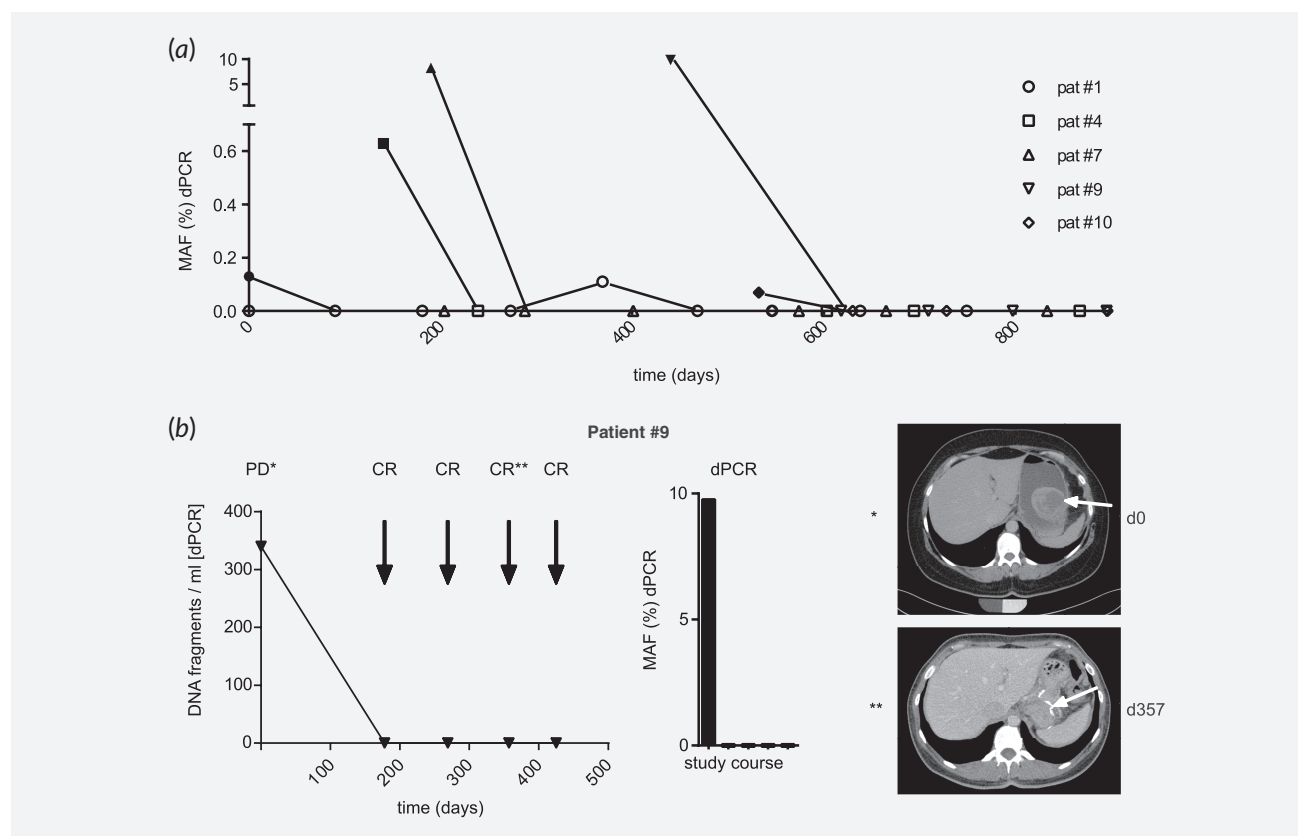 (a)
10
5
0.6
0.4
0.2
0.0
MAF (%) dPCR
0
200
400
600
800
time (days)
pat #1
pat #4
pat #7
pat #9
pat #10
(b)
Patient #9
PD*
CR
CR
CR**
CR
400
300
200
100
0
DNA fragments / ml [dPCR]
100
200
300
400
500
time (days)
dPCR
10
5
0
MAF (%) dPCR
study course
*
d0
**
d357